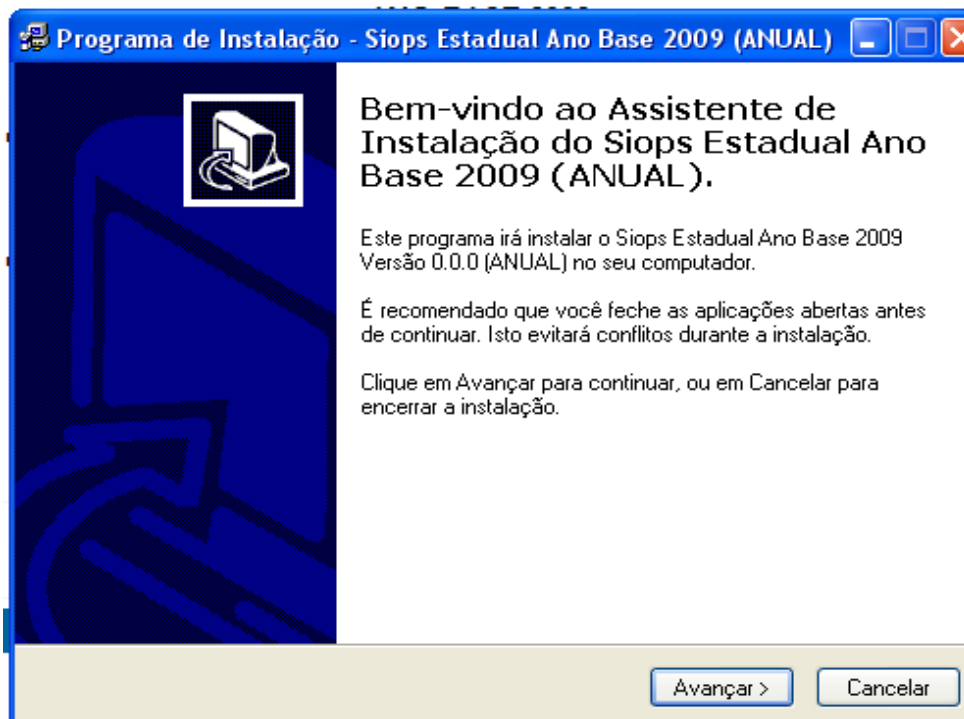 Programa de Instalação - Siops Estadual Ano Base 2009 (ANUAL)
Bem-vindo ao Assistente de
Instalação do Siops Estadual Ano
Base 2009 (ANUAL).
Este programa irá instalar o Siops Estadual Ano Base 2009
Versão 0.0.0 (ANUAL) no seu computador.
É recomendado que você feche as aplicações abertas antes
de continuar. Isto evitará conflitos durante a instalação.
Clique em Avançar para continuar, ou em Cancelar para
encerrar a instalação.
Avançar >
Cancelar